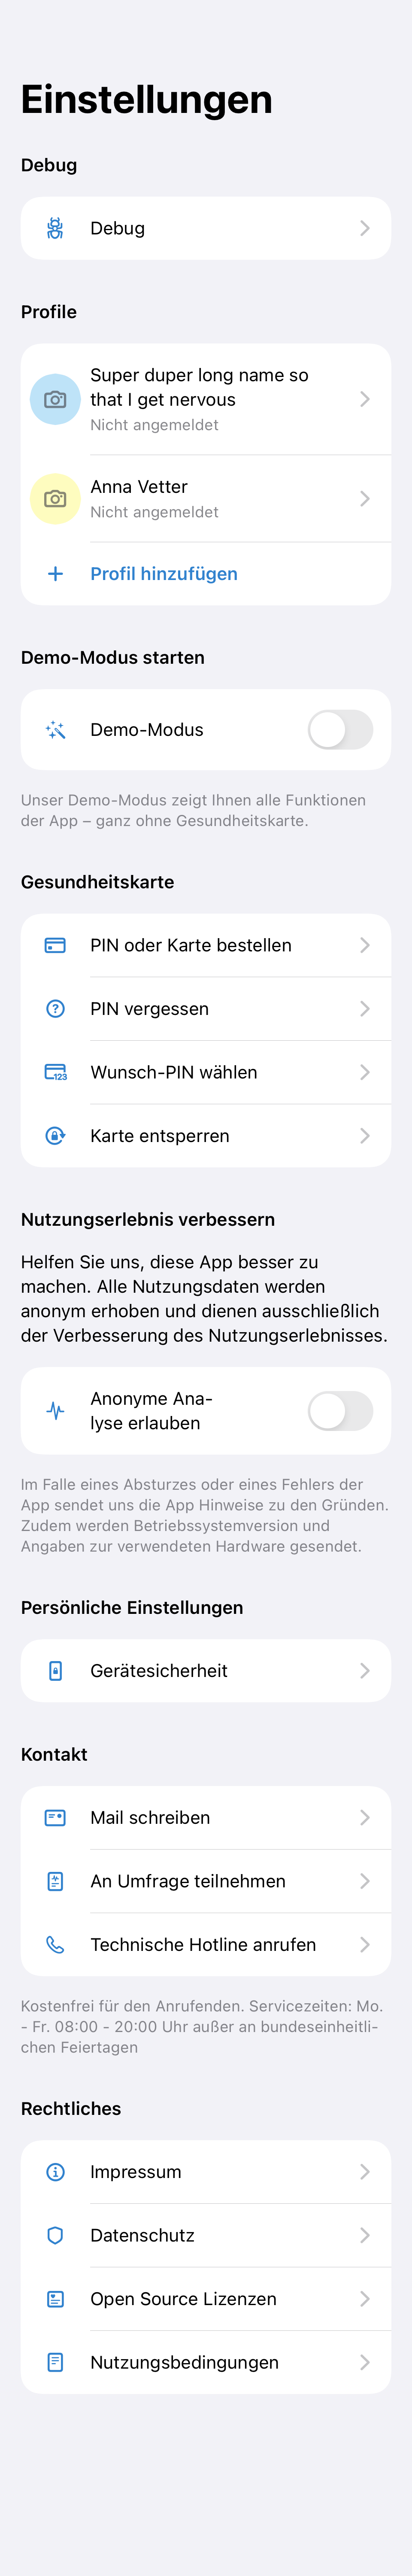 Einstellungen
Debug
Debug
Profile
Super duper long name so
that I get nervous
Nicht angemeldet
Anna Vetter
Nicht angemeldet
Profil hinzufügen
Demo-Modus starten
Demo-Modus
Unser Demo-Modus zeigt Ihnen alle Funktionen
der App – ganz ohne Gesundheitskarte.
Gesundheitskarte
PIN oder Karte bestellen
PIN vergessen
123
Wunsch-PIN wählen
Karte entsperren
Nutzungserlebnis verbessern
Helfen Sie uns, diese App besser zu
machen. Alle Nutzungsdaten werden
anonym erhoben und dienen ausschließlich
der Verbesserung des Nutzungserlebnisses.
Anonyme Ana-
lyse erlauben
Im Falle eines Absturzes oder eines Fehlers der
App sendet uns die App Hinweise zu den Gründen.
Zudem werden Betriebssystemversion und
Angaben zur verwendeten Hardware gesendet.
Persönliche Einstellungen
Gerätesicherheit
Kontakt
Mail schreiben
An Umfrage teilnehmen
Technische Hotline anrufen
Kostenfrei für den Anrufenden. Servicezeiten: Mo.
- Fr. 08:00 - 20:00 Uhr außer an bundeseinheitli-
chen Feiertagen
Rechtliches
Impressum
Datenschutz
Open Source Lizenzen
Nutzungsbedingungen